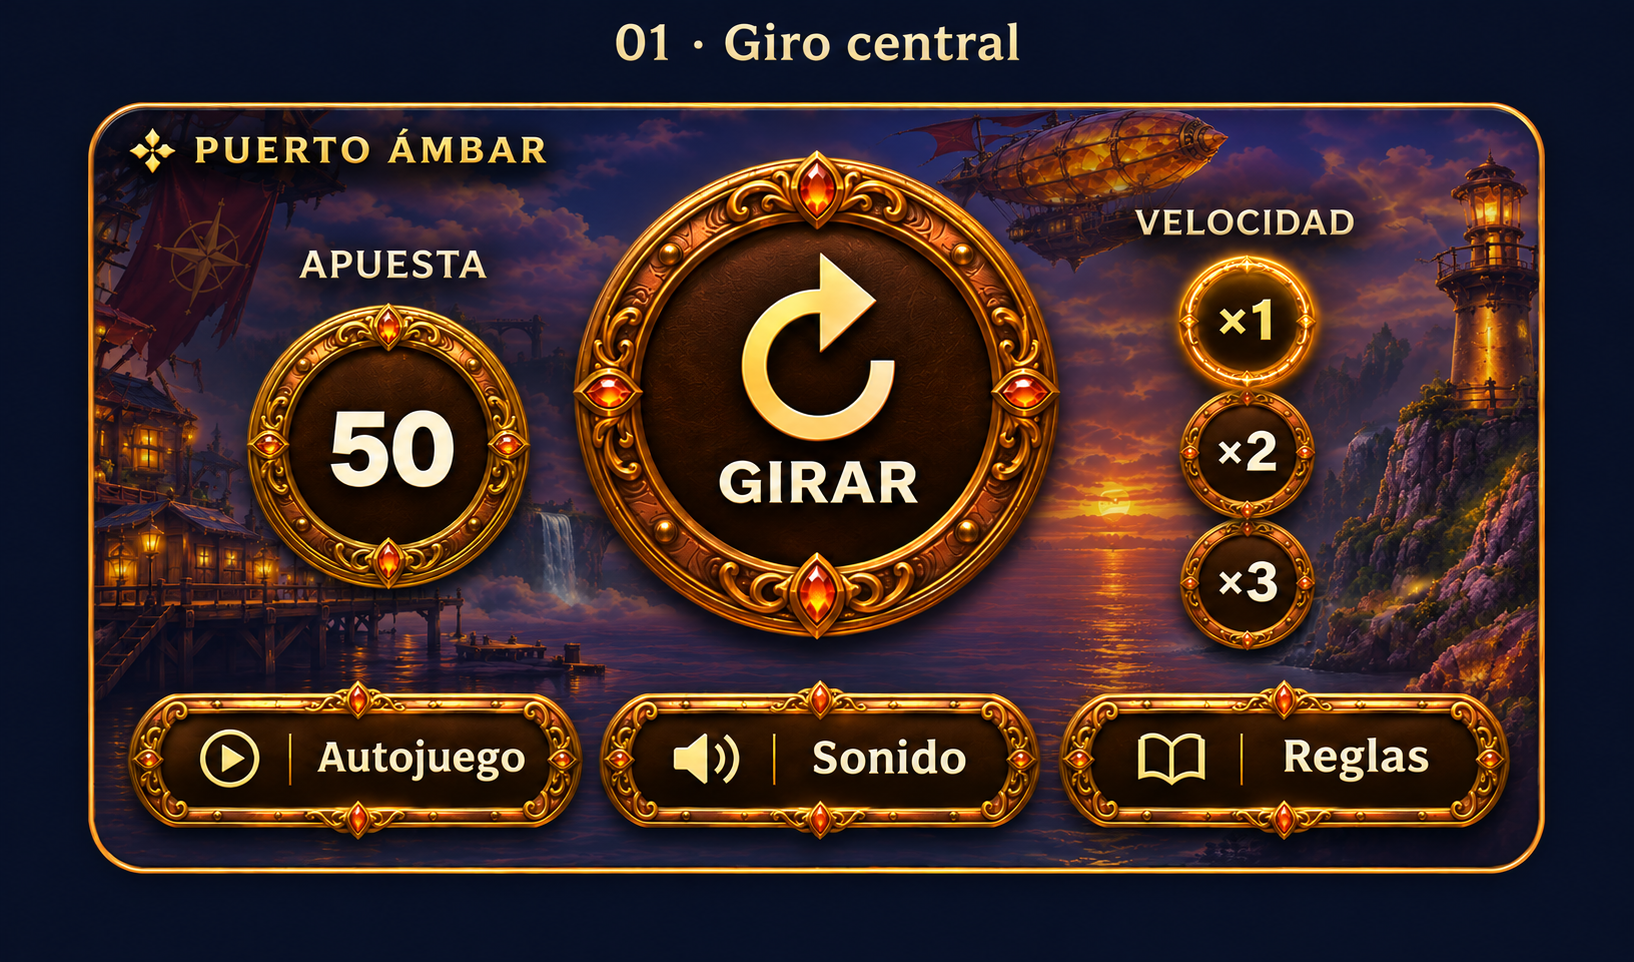 01 · Giro central
PUERTO ÁMBAR
APUESTA
50
GIRAR
VELOCIDAD
×1
×2
×3
Autojuego
Sonido
Reglas